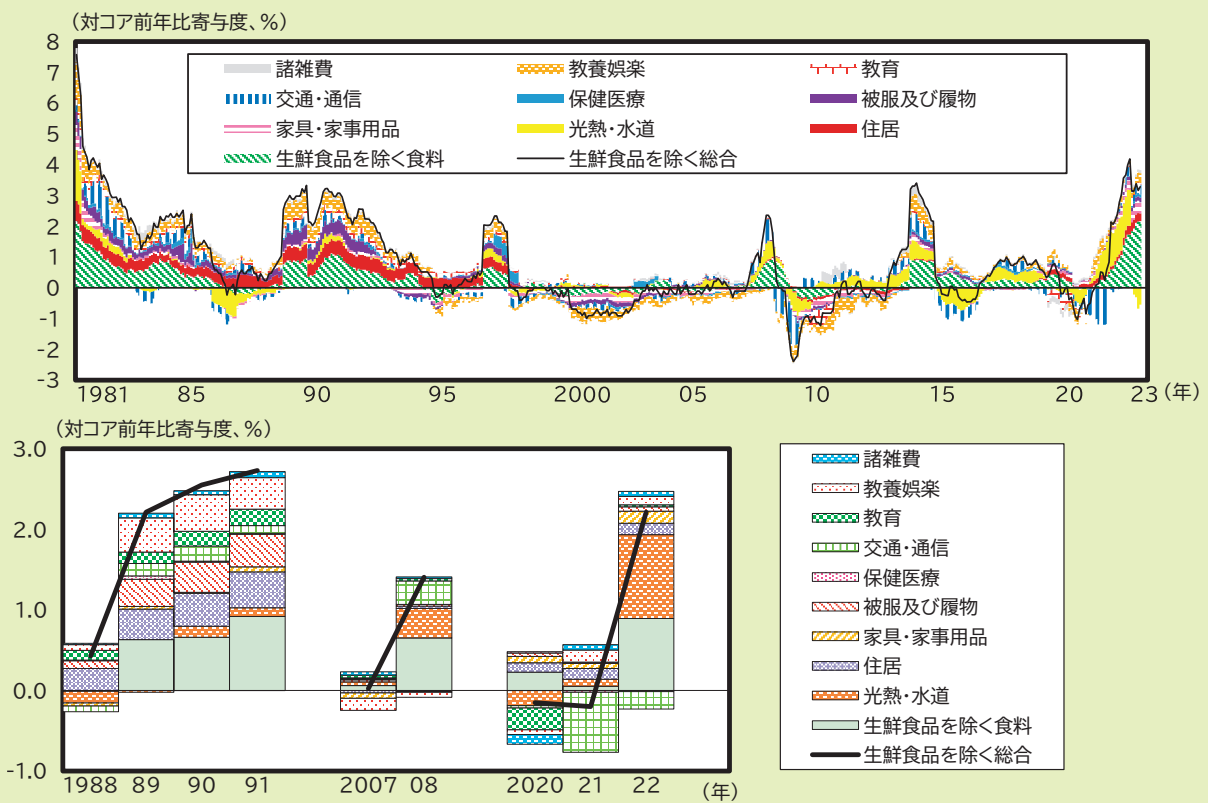 (対コア前年比寄与度、%)
8
7
6
5
4
3
2
1
0
-1
-2
-3
諸雑費
教養娯楽
教育
交通・通信
保健医療
被服及び履物
家具・家事用品
光熱・水道
住居
生鮮食品を除く食料
生鮮食品を除く総合
1981 85 90 95 2000 05 10 15 20 23 (年)
(対コア前年比寄与度、%)
3.0
2.0
1.0
0.0
-1.0
1988 89 90 91 2007 08 2020 21 22 (年)
諸雑費
教養娯楽
教育
交通・通信
保健医療
被服及び履物
家具・家事用品
住居
光熱・水道
生鮮食品を除く食料
生鮮食品を除く総合